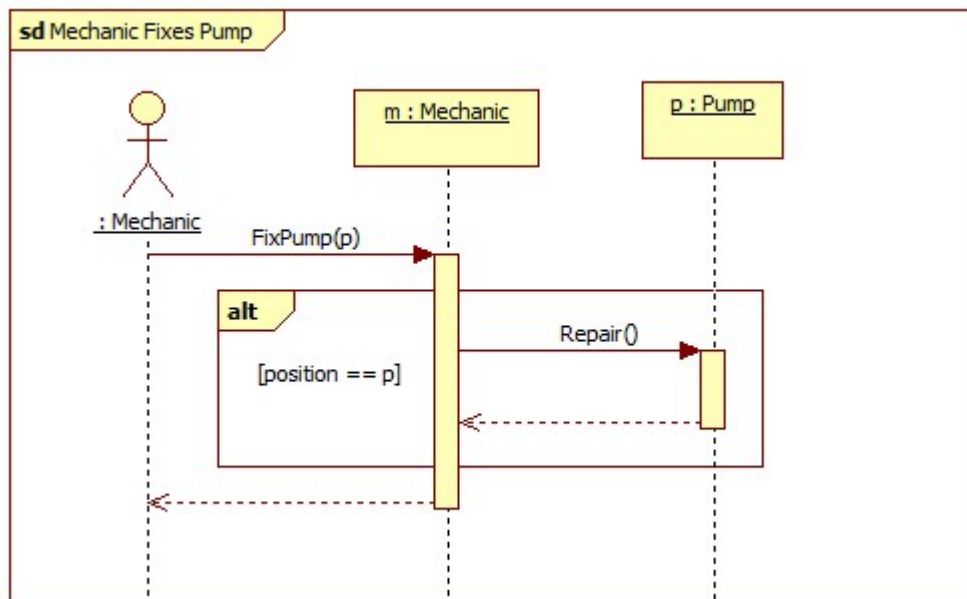 sd Mechanic Fixes Pump
m : Mechanic
p : Pump
: Mechanic
FixPump(p)
alt
Repair()
[position == p]